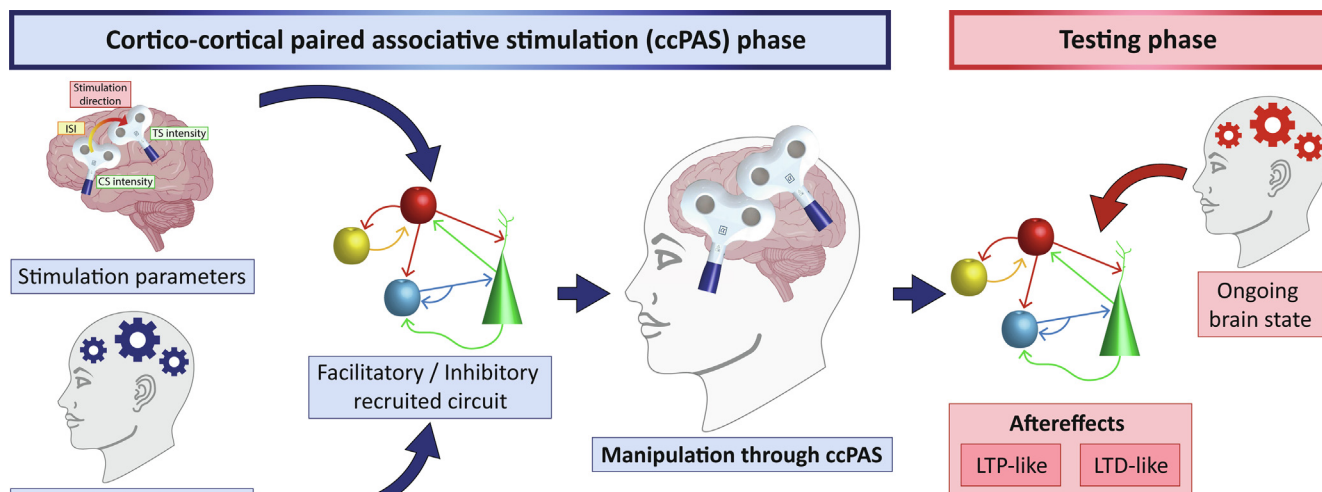 Cortico-cortical paired associative stimulation (ccPAS) phase
Testing phase
Stimulation
direction
ISI
TS intensity
CS intensity
Stimulation parameters
Facilitatory / Inhibitory
recruited circuit
Manipulation through ccPAS
Ongoing
brain state
Aftereffects
LTP-like
LTD-like